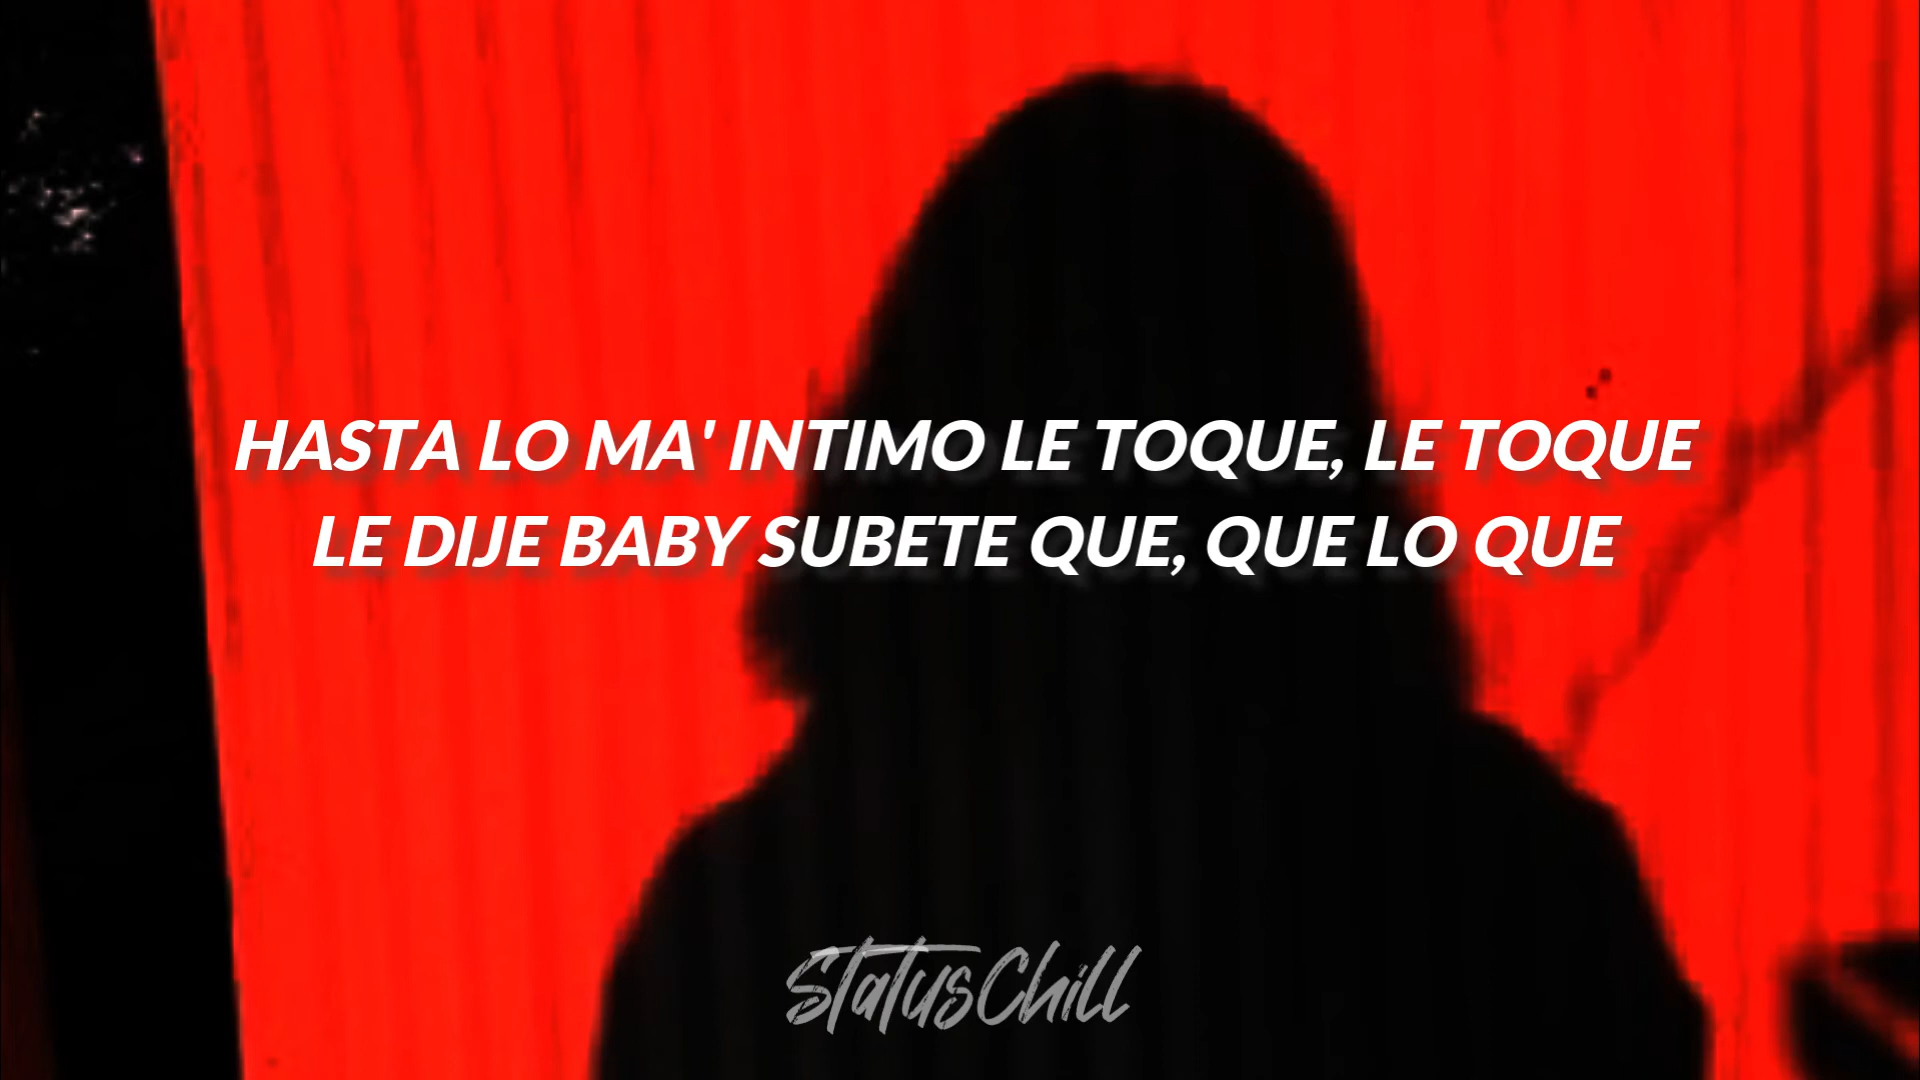 HASTA LO MA' INTIMO LE TOQUE, LE TOQUE
LE DIJE BABY SUBETE QUE, QUE LO QUE
StatusChill